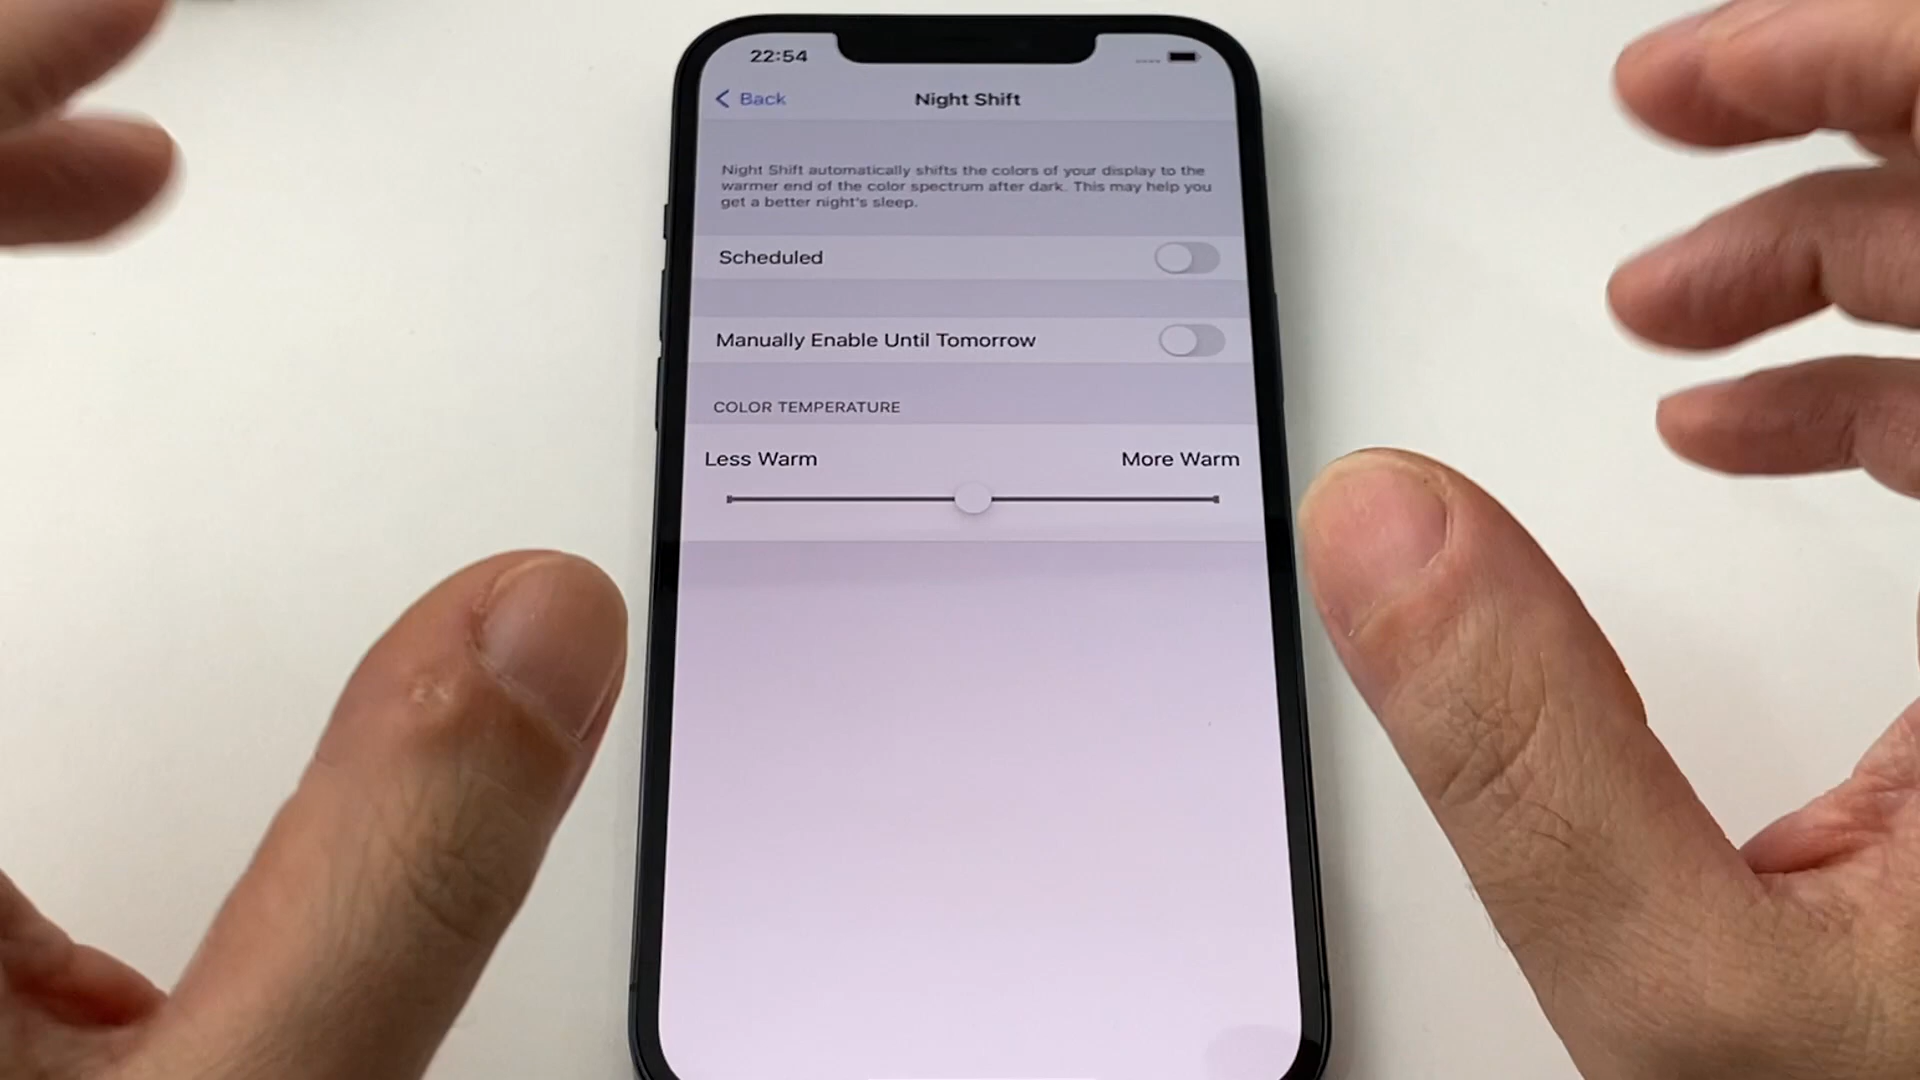 22:54
Back
Night Shift
Night Shift automatically shifts the colors of your display to the
warmer end of the color spectrum after dark. This may help you
get a better night's sleep.
Scheduled
Manually Enable Until Tomorrow
COLOR TEMPERATURE
Less Warm
More Warm